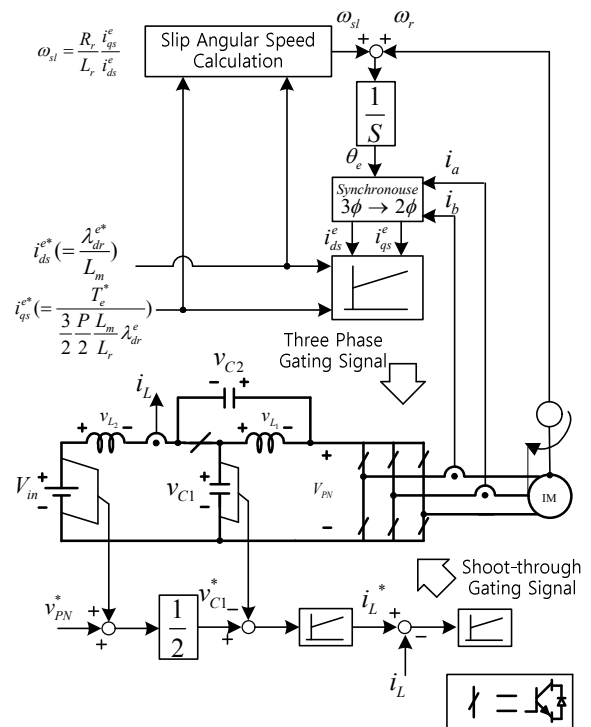 ω_sl = R_r/L_r i^e_qs/i^e_ds
Slip Angular Speed
Calculation
ω_sl
+
+
ω_r
1/S
θ_e
i_a
i_b
Synchronouse
3ϕ → 2ϕ
i^e_ds
i^e_qs
i^e*_ds (= λ^e*_dr / L_m)
i^e*_qs (= T*_e / (3/2 P/2 L_m/L_r λ^e_dr))
Three Phase
Gating Signal
v_C2
- +
i_L
+ v_L2 -
+ v_L1 -
+
V_in
+
-
v_C1
+
-
V_PN
-
IM
Shoot-through
Gating Signal
v*_PN
+
+
1/2
v*_C1
-
+
i_L*
+
-
i_L
=